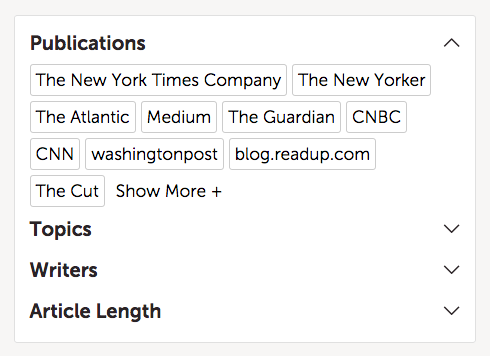 Publications
The New York Times Company The New Yorker
The Atlantic Medium The Guardian CNBC
CNN washingtonpost blog.readup.com
The Cut Show More +
Topics
Writers
Article Length